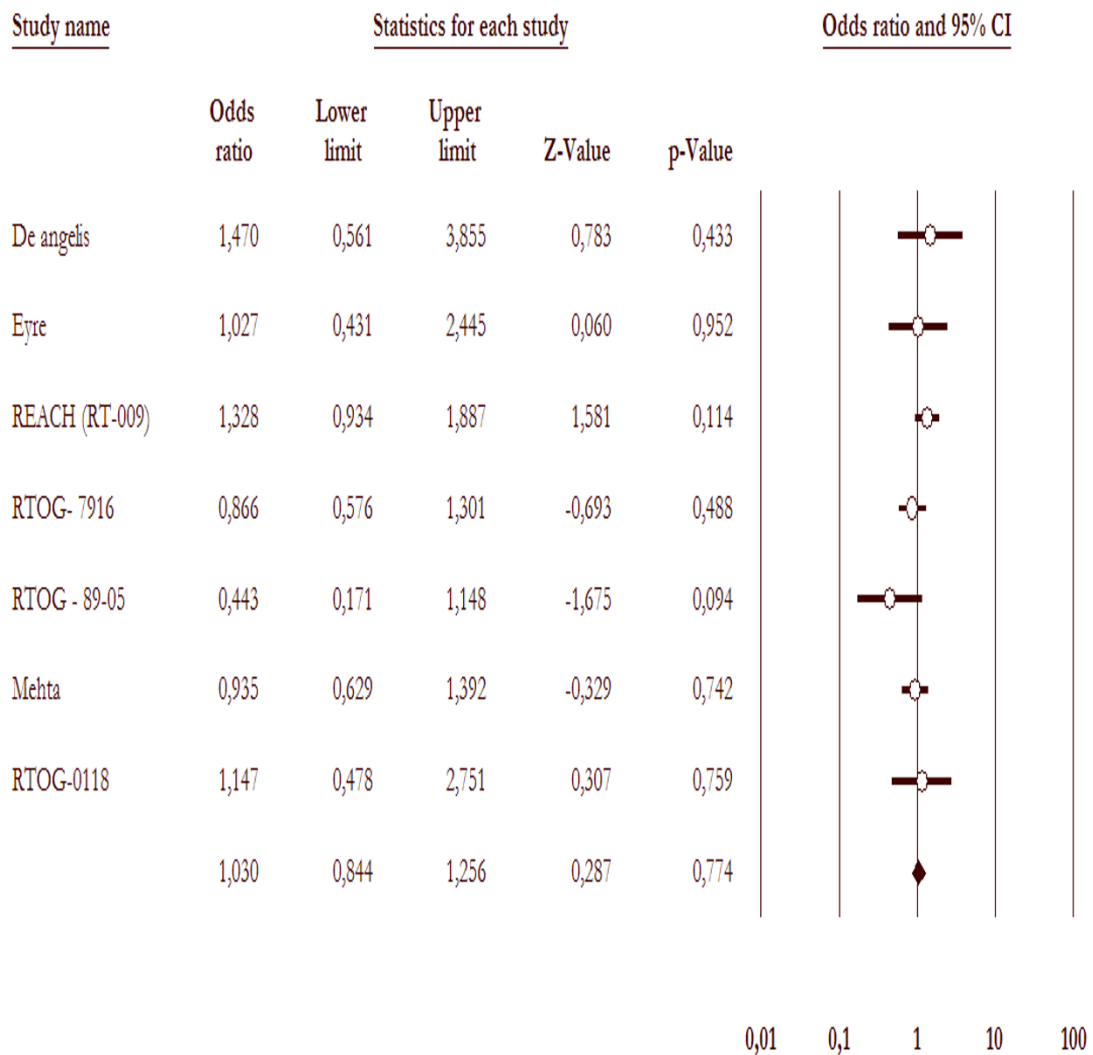 Study name Statistics for each study Odds ratio and 95% CI
Odds Lower Upper
ratio limit limit Z-Value p-Value
De angelis 1,470 0,561 3,855 0,783 0,433
Eyre 1,027 0,431 2,445 0,060 0,952
REACH (RT-009) 1,328 0,934 1,887 1,581 0,114
RTOG- 7916 0,866 0,576 1,301 -0,693 0,488
RTOG - 89-05 0,443 0,171 1,148 -1,675 0,094
Mehta 0,935 0,629 1,392 -0,329 0,742
RTOG-0118 1,147 0,478 2,751 0,307 0,759
1,030 0,844 1,256 0,287 0,774
0,01 0,1 1 10 100